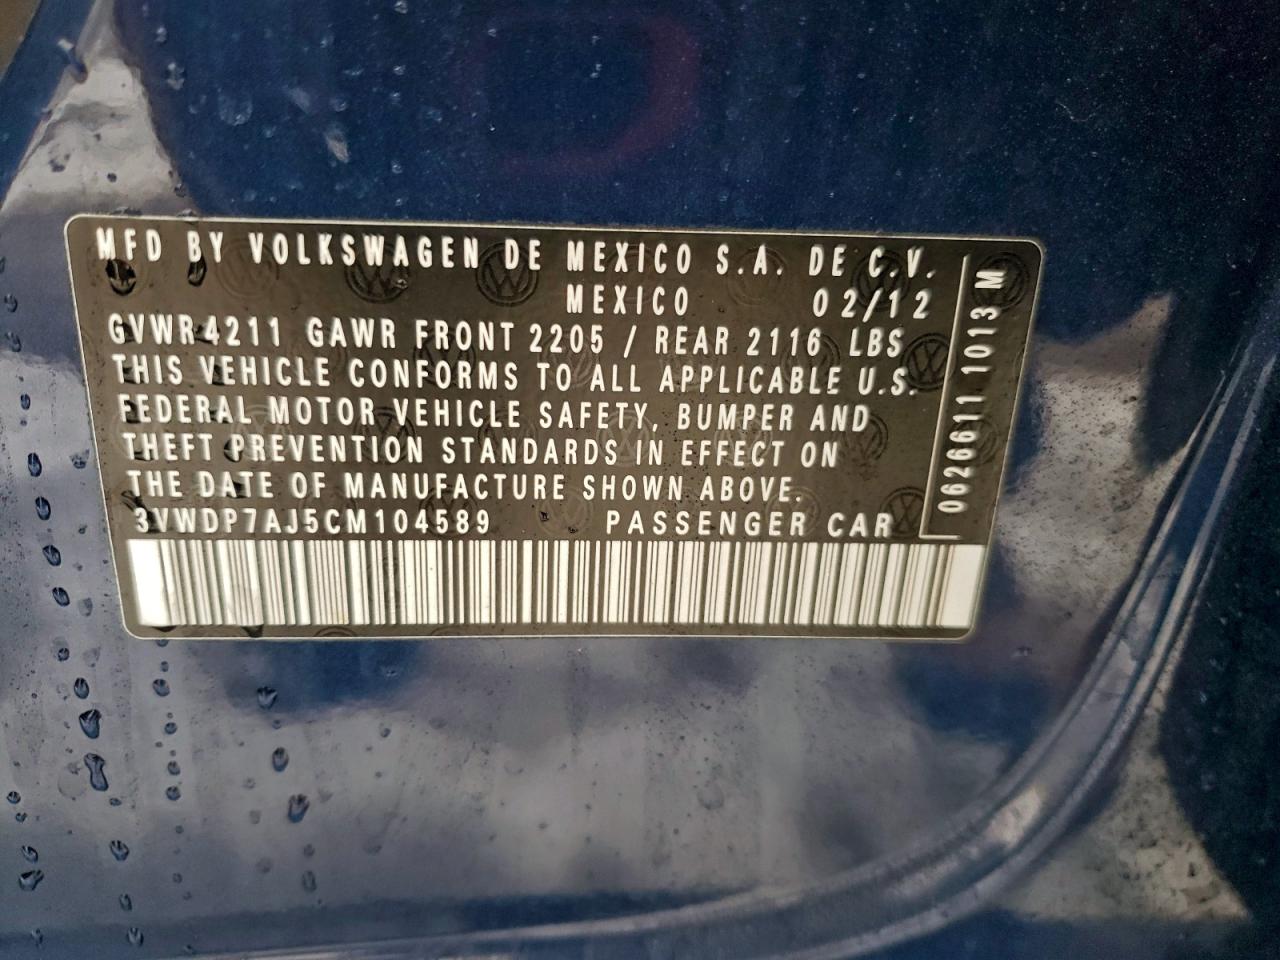 MFD BY VOLKSWAGEN DE MEXICO S.A. DE C.V.
MEXICO 02/12
GVWR 4211 GAWR FRONT 2205 / REAR 2116 LBS
THIS VEHICLE CONFORMS TO ALL APPLICABLE U.S.
FEDERAL MOTOR VEHICLE SAFETY, BUMPER AND
THEFT PREVENTION STANDARDS IN EFFECT ON
THE DATE OF MANUFACTURE SHOWN ABOVE.
3VWDP7AJ5CM104589 PASSENGER CAR
0626611 1013 M